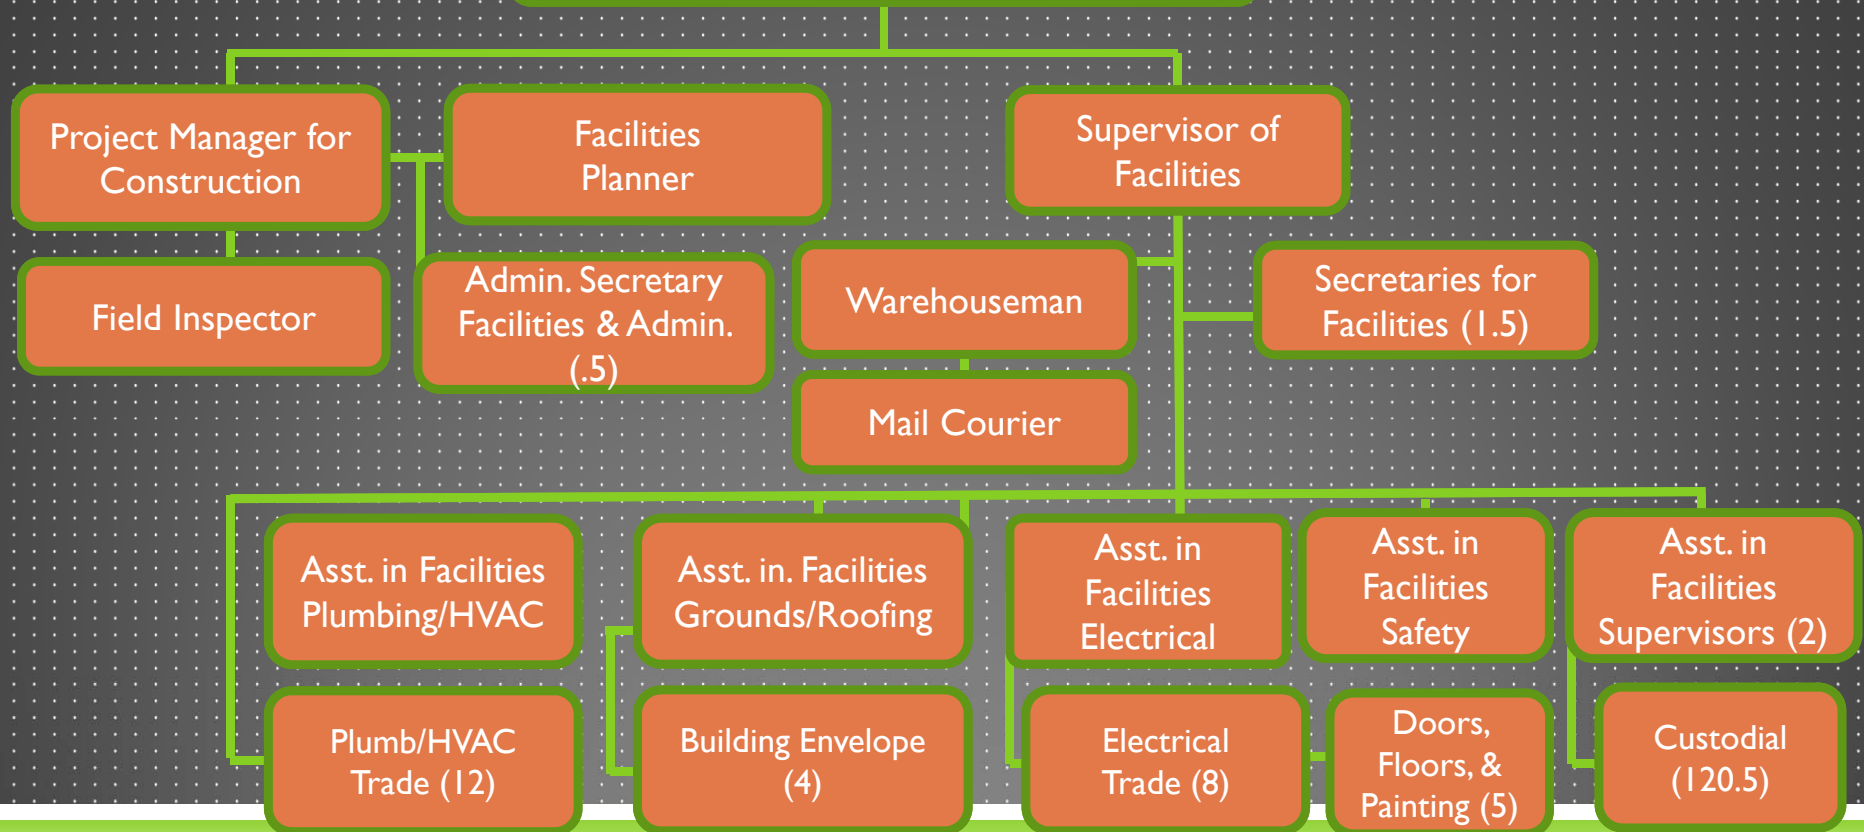 Project Manager for
Construction
Facilities
Planner
Supervisor of
Facilities
Field Inspector
Admin. Secretary
Facilities & Admin.
(.5)
Warehouseman
Secretaries for
Facilities (1.5)
Mail Courier
Asst. in Facilities
Plumbing/HVAC
Asst. in. Facilities
Grounds/Roofing
Asst. in
Facilities
Electrical
Asst. in
Facilities
Safety
Asst. in
Facilities
Supervisors (2)
Plumb/HVAC
Trade (12)
Building Envelope
(4)
Electrical
Trade (8)
Doors,
Floors, &
Painting (5)
Custodial
(120.5)